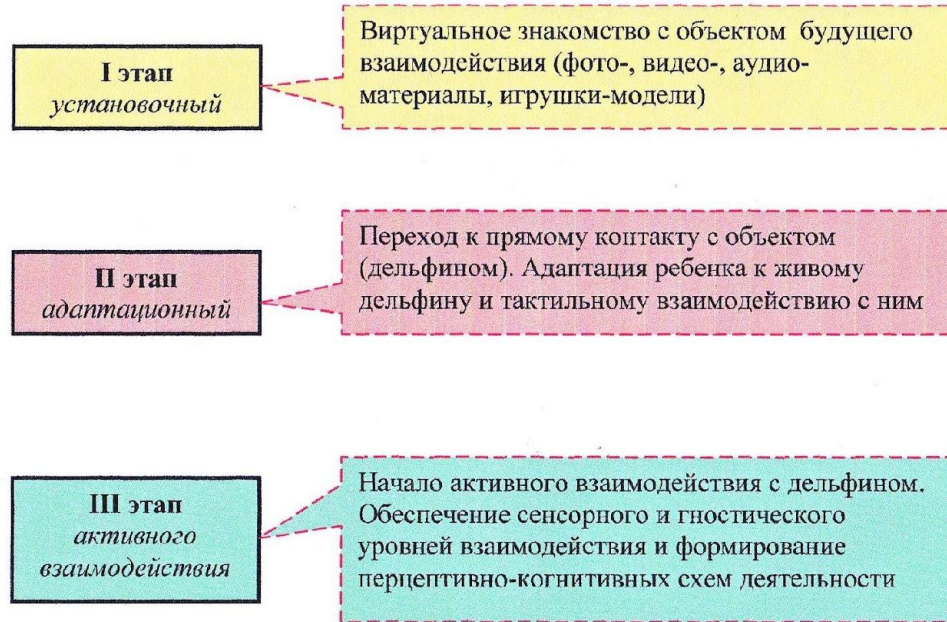 I этап
установочный
Виртуальное знакомство с объектом будущего
взаимодействия (фото-, видео-, аудио-
материалы, игрушки-модели)
II этап
адаптационный
Переход к прямому контакту с объектом
(дельфином). Адаптация ребенка к живому
дельфину и тактильному взаимодействию с ним
III этап
активного
взаимодействия
Начало активного взаимодействия с дельфином.
Обеспечение сенсорного и гностического
уровней взаимодействия и формирование
перцептивно-когнитивных схем деятельности